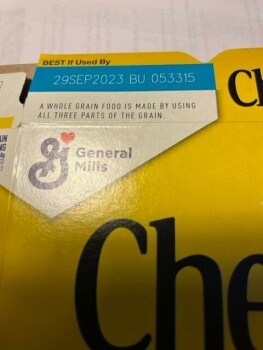 BEST If Used By
29SEP2023 BU 053315
Ch
A WHOLE GRAIN FOOD IS MADE BY USING
ALL THREE PARTS OF THE GRAIN.
General
Mills
Che